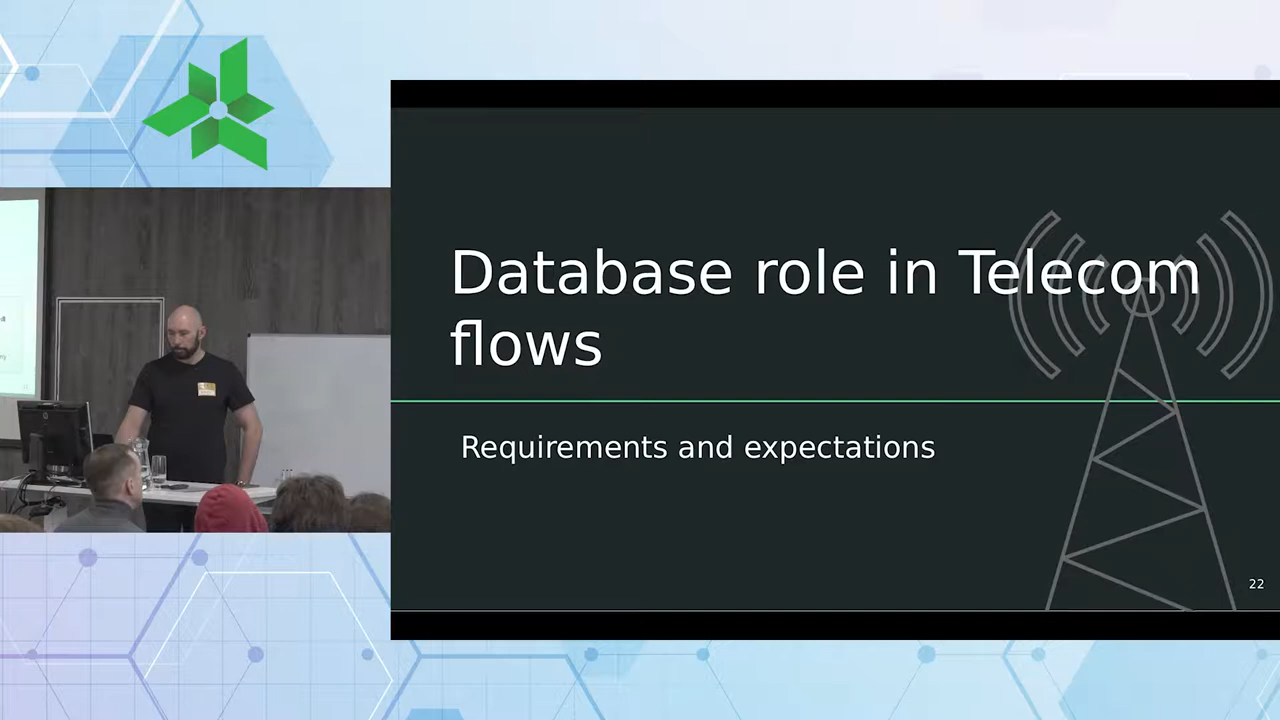 Database role in Telecom
flows
Requirements and expectations
22